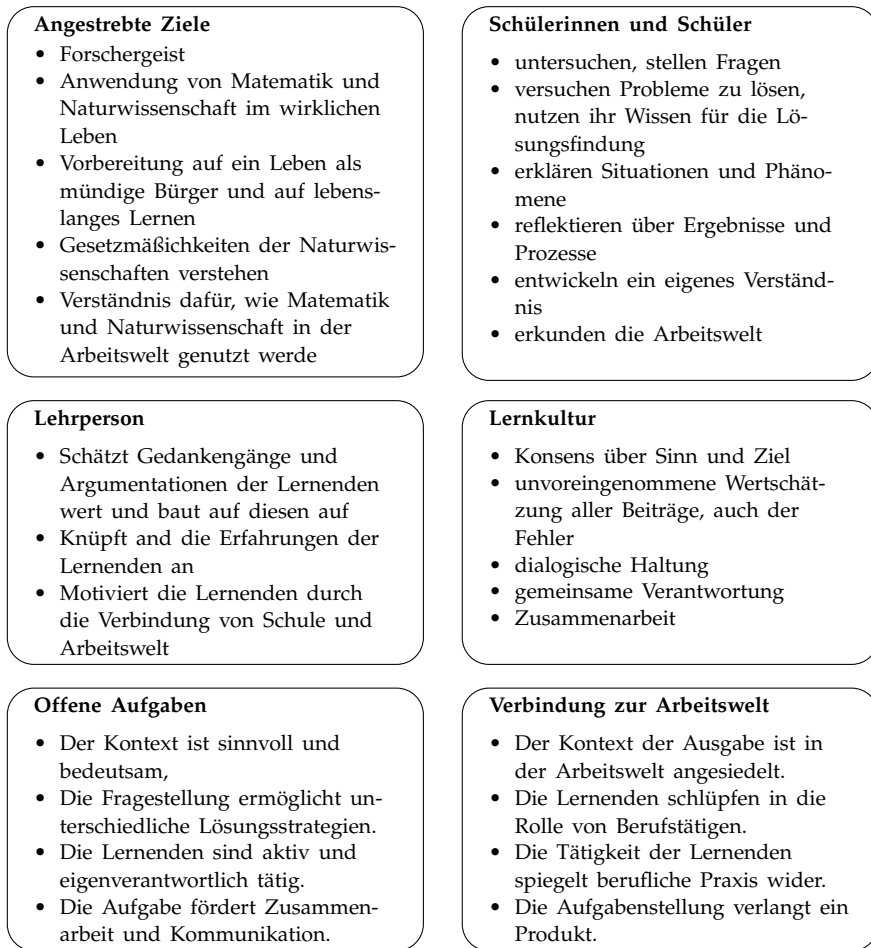 Angestrebte Ziele
• Forschergeist
• Anwendung von Matematik und
Naturwissenschaft im wirklichen
Leben
• Vorbereitung auf ein Leben als
mündige Bürger und auf lebens-
langes Lernen
• Gesetzmäßichkeiten der Naturwis-
senschaften verstehen
• Verständnis dafür, wie Matematik
und Naturwissenschaft in der
Arbeitswelt genutzt werde
Schülerinnen und Schüler
• untersuchen, stellen Fragen
• versuchen Probleme zu lösen,
nutzen ihr Wissen für die Lö-
sungsfindung
• erklären Situationen und Phäno-
mene
• reflektieren über Ergebnisse und
Prozesse
• entwickeln ein eigenes Verständ-
nis
• erkunden die Arbeitswelt
Lehrperson
• Schätzt Gedankengänge und
Argumentationen der Lernenden
wert und baut auf diesen auf
• Knüpft and die Erfahrungen der
Lernenden an
• Motiviert die Lernenden durch
die Verbindung von Schule und
Arbeitswelt
Lernkultur
• Konsens über Sinn und Ziel
• unvoreingenommene Wertschät-
zung aller Beiträge, auch der
Fehler
• dialogische Haltung
• gemeinsame Verantwortung
• Zusammenarbeit
Offene Aufgaben
• Der Kontext ist sinnvoll und
bedeutsam,
• Die Fragestellung ermöglicht un-
terschiedliche Lösungsstrategien.
• Die Lernenden sind aktiv und
eigenverantwortlich tätig.
• Die Aufgabe fördert Zusammen-
arbeit und Kommunikation.
Verbindung zur Arbeitswelt
• Der Kontext der Ausgabe ist in
der Arbeitswelt angesiedelt.
• Die Lernenden schlüpfen in die
Rolle von Berufstätigen.
• Die Tätigkeit der Lernenden
spiegelt berufliche Praxis wider.
• Die Aufgabenstellung verlangt ein
Produkt.